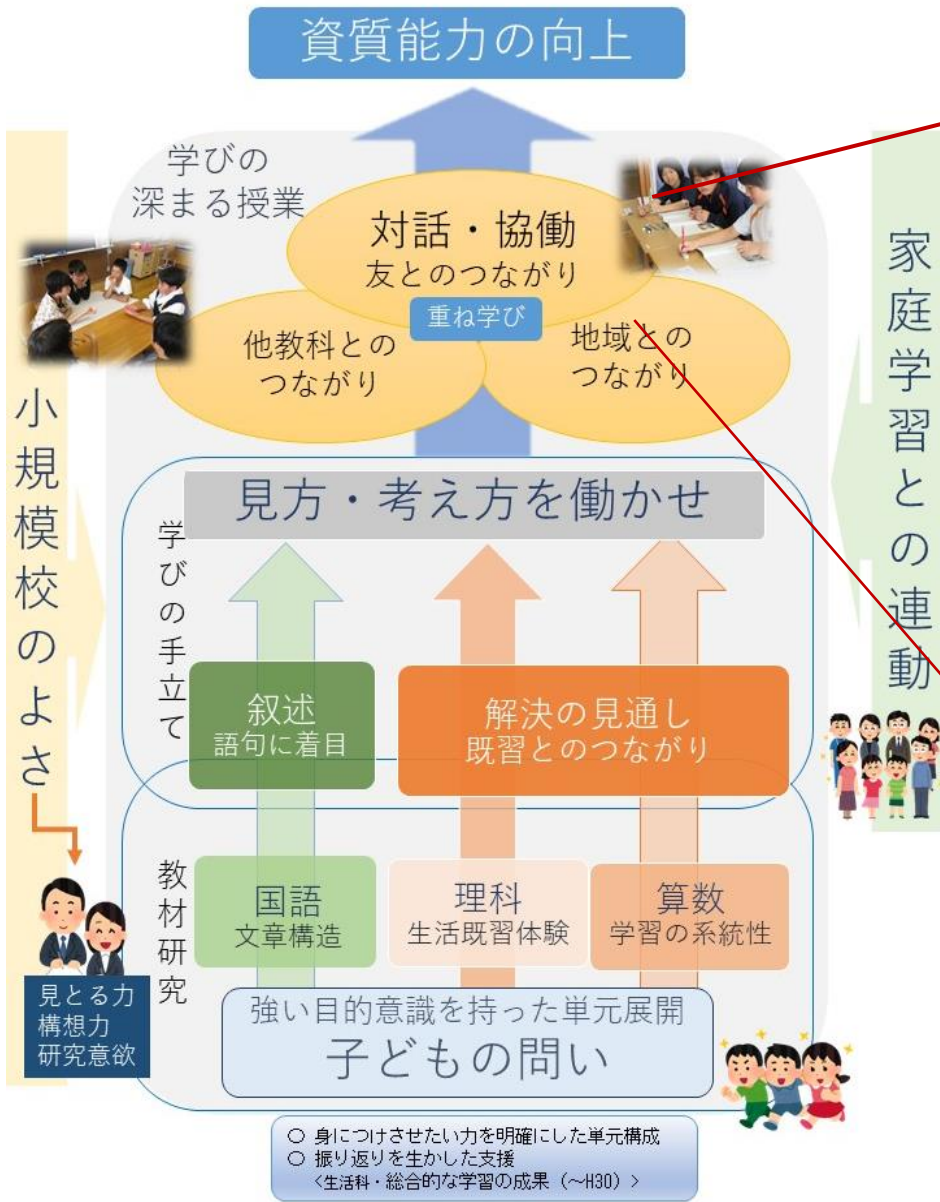 資質能力の向上
学びの
深まる授業
対話・協働
友とのつながり
重ね学び
他教科との
つながり
地域との
つながり
小規模校のよさ
家庭学習との連動
見方・考え方を働かせ
学びの手立て
叙述
語句に着目
解決の見通し
既習とのつながり
教材研究
国語
文章構造
理科
生活既習体験
算数
学習の系統性
見とる力
構想力
研究意欲
強い目的意識を持った単元展開
子どもの問い
○ 身につけさせたい力を明確にした単元構成
○ 振り返りを生かした支援
<生活科・総合的な学習の成果（～H30）>